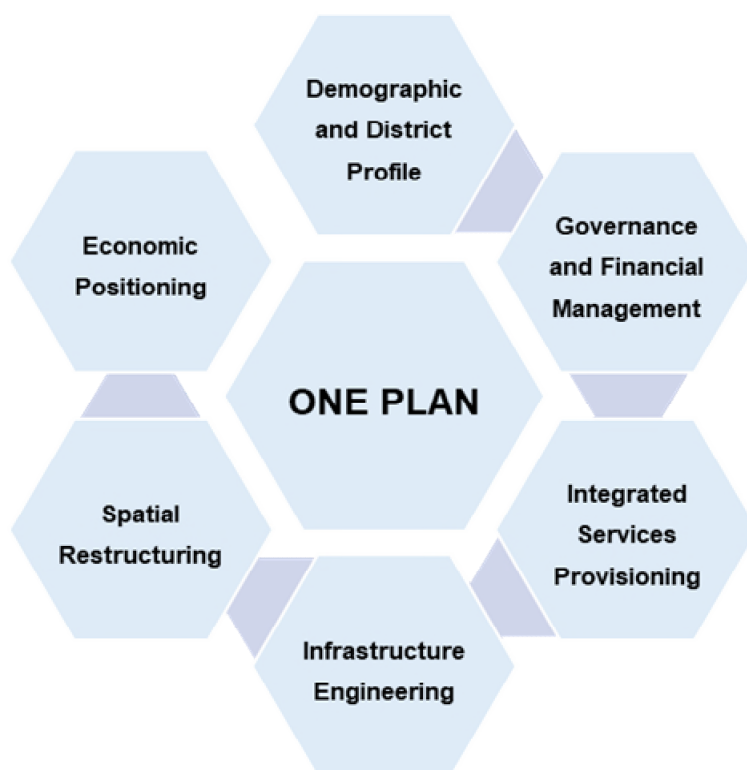 Demographic
and District
Profile
Governance
and Financial
Management
Integrated
Services
Provisioning
Infrastructure
Engineering
Spatial
Restructuring
Economic
Positioning
ONE PLAN